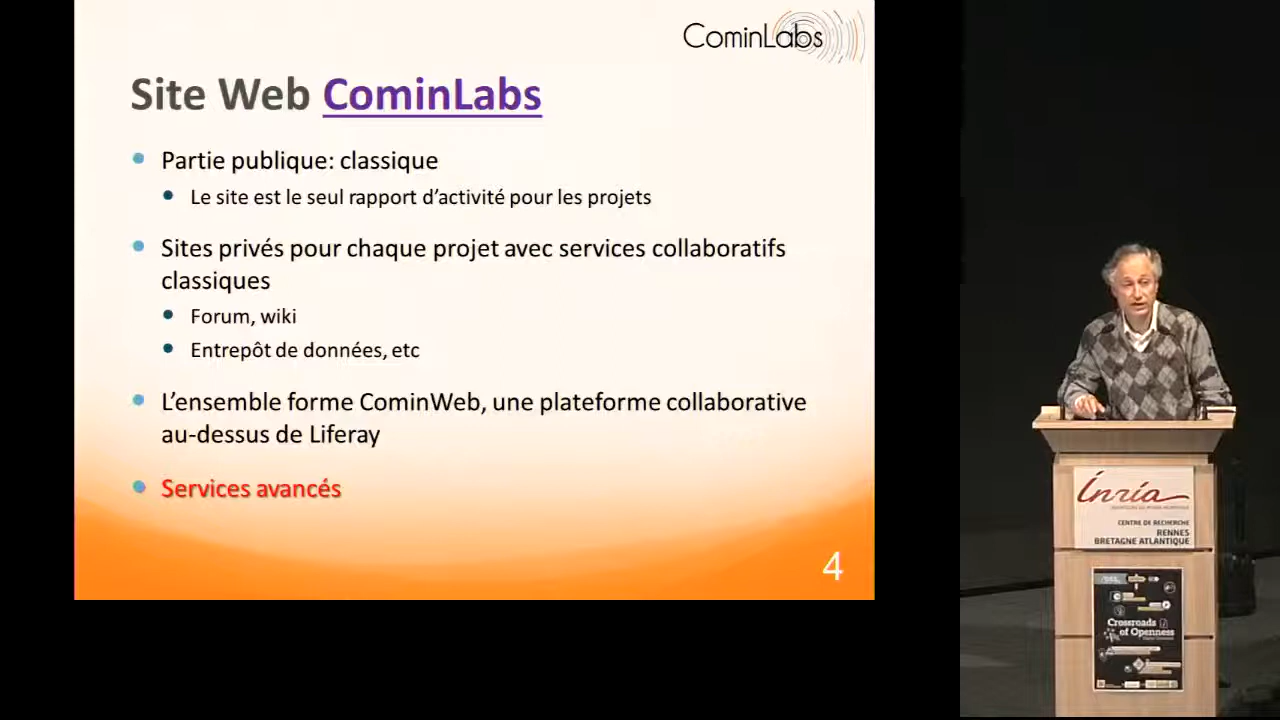 CominLabs
Site Web CominLabs
Partie publique: classique
Le site est le seul rapport d’activité pour les projets
Sites privés pour chaque projet avec services collaboratifs
classiques
Forum, wiki
Entrepôt de données, etc
L’ensemble forme CominWeb, une plateforme collaborative
au-dessus de Liferay
Services avancés
4
Inria
CENTRE DE RECHERCHE
RENNES
BRETAGNE ATLANTIQUE
Crossroads
of Openness